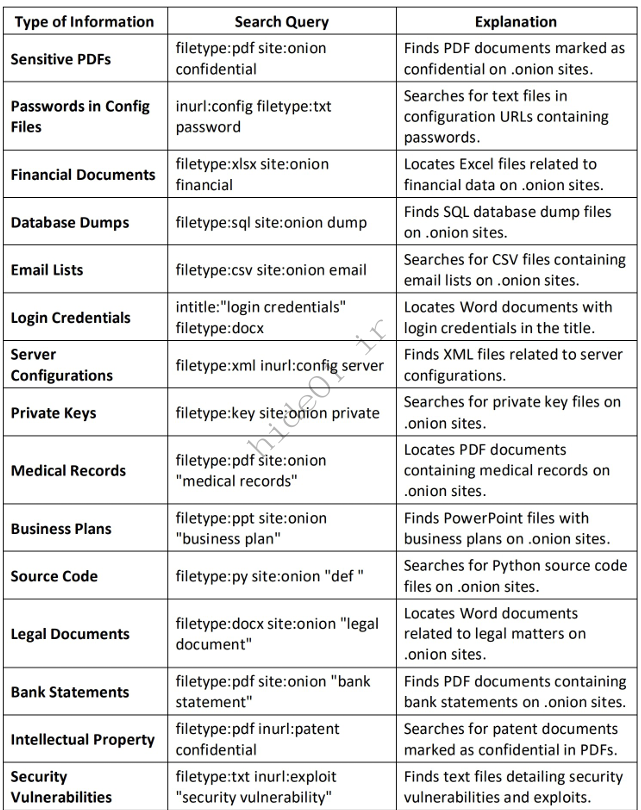 Type of Information
Search Query
Explanation
Sensitive PDFs
filetype:pdf site:onion
confidential
Finds PDF documents marked as
confidential on .onion sites.
Passwords in Config
Files
inurl:config filetype:txt
password
Searches for text files in
configuration URLs containing
passwords.
Financial Documents
filetype:xlsx site:onion
financial
Locates Excel files related to
financial data on .onion sites.
Database Dumps
filetype:sql site:onion dump
Finds SQL database dump files
on .onion sites.
Email Lists
filetype:csv site:onion email
Searches for CSV files containing
email lists on .onion sites.
Login Credentials
intitle:"login credentials"
filetype:docx
Locates Word documents with
login credentials in the title.
Server
Configurations
filetype:xml inurl:config server
Finds XML files related to server
configurations.
Private Keys
filetype:key site:onion private
Searches for private key files on
.onion sites.
Medical Records
filetype:pdf site:onion
"medical records"
Locates PDF documents
containing medical records on
.onion sites.
Business Plans
filetype:ppt site:onion
"business plan"
Finds PowerPoint files with
business plans on .onion sites.
Source Code
filetype:py site:onion "def "
Searches for Python source code
files on .onion sites.
Legal Documents
filetype:docx site:onion "legal
document"
Locates Word documents
related to legal matters on
.onion sites.
Bank Statements
filetype:pdf site:onion "bank
statement"
Finds PDF documents containing
bank statements on .onion sites.
Intellectual Property
filetype:pdf inurl:patent
confidential
Searches for patent documents
marked as confidential in PDFs.
Security
Vulnerabilities
filetype:txt inurl:exploit
"security vulnerability"
Finds text files detailing security
vulnerabilities and exploits.
hide01.ir